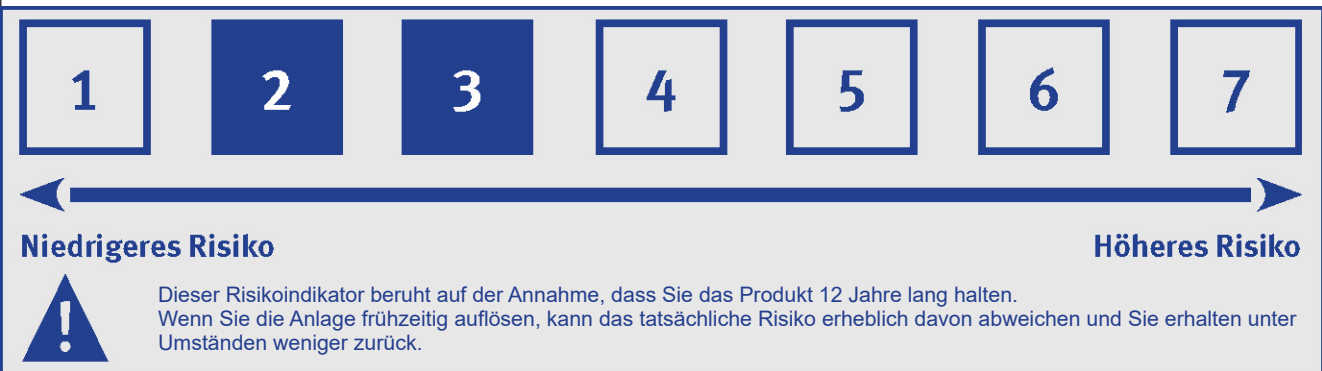 1 2 3 4 5 6 7
Niedrigeres Risiko Höheres Risiko
!
Dieser Risikoindikator beruht auf der Annahme, dass Sie das Produkt 12 Jahre lang halten.
Wenn Sie die Anlage frühzeitig auflösen, kann das tatsächliche Risiko erheblich davon abweichen und Sie erhalten unter
Umständen weniger zurück.